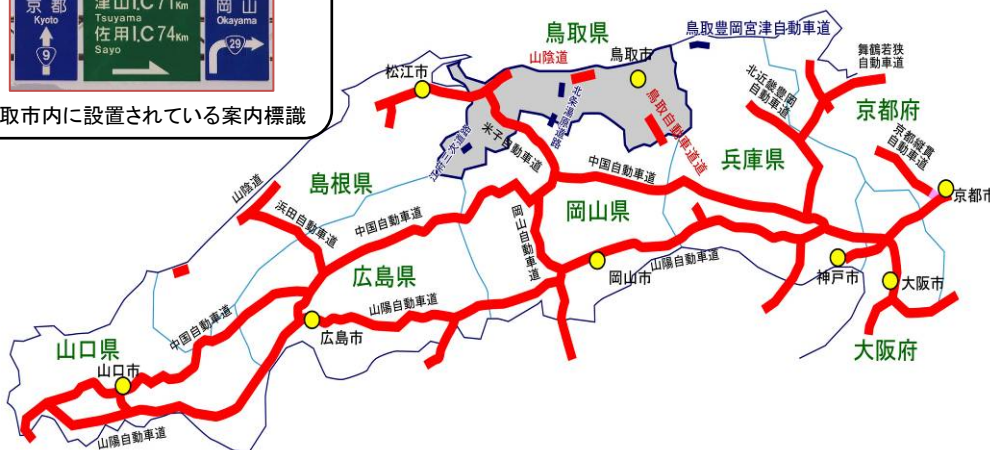 京都
Kyoto
9
津山I.C 71Km
Tsuyama
佐用I.C 74Km
Sayo
岡山
Okayama
29
取市内に設置されている案内標識
鳥取県
鳥取豊岡宮津自動車道
山陰道
鳥取市
舞鶴若狭
自動車道
松江市
北近畿豊岡
自動車道
京都府
北条湯原道路
鳥取自動車道
京都縦貫
自動車道
米子自動車道
兵庫県
中国自動車道
島根県
山陰道
京都市
浜田自動車道
中国自動車道
岡山県
岡山自動車道
広島県
山陽自動車道
岡山市
神戸市
大阪市
山陽自動車道
中国自動車道
広島市
大阪府
山口県
山口市
山陽自動車道